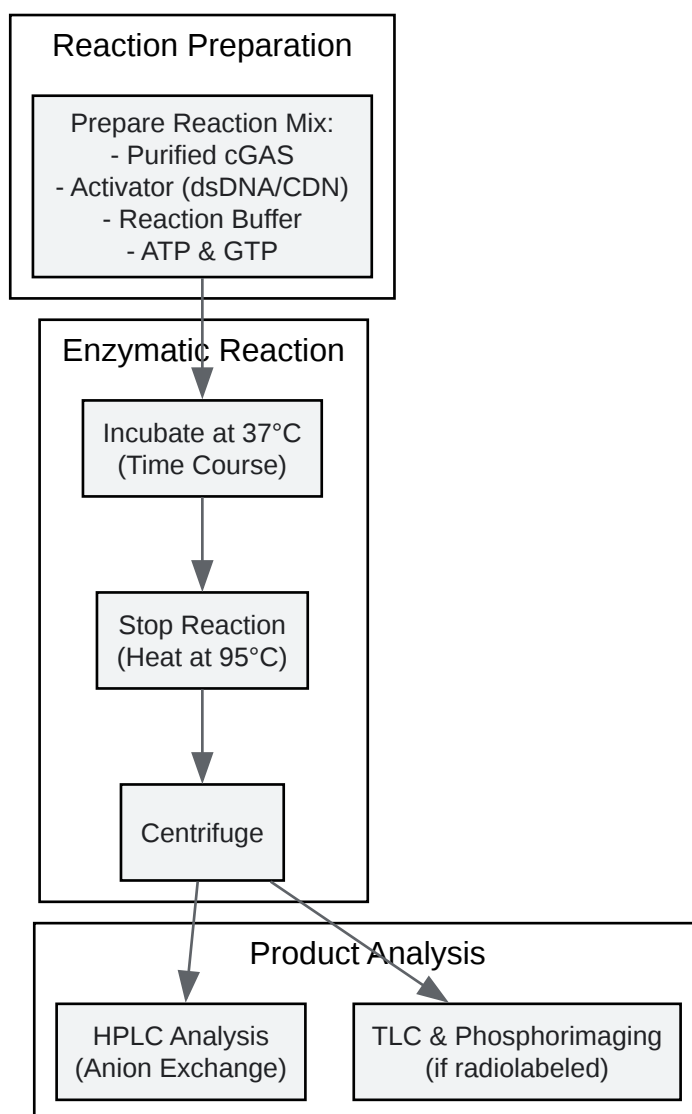 Reaction Preparation
Prepare Reaction Mix:
- Purified cGAS
- Activator (dsDNA/CDN)
- Reaction Buffer
- ATP & GTP
Enzymatic Reaction
Incubate at 37°C
(Time Course)
Stop Reaction
(Heat at 95°C)
Centrifuge
Product Analysis
HPLC Analysis
(Anion Exchange)
TLC & Phosphorimaging
(if radiolabeled)